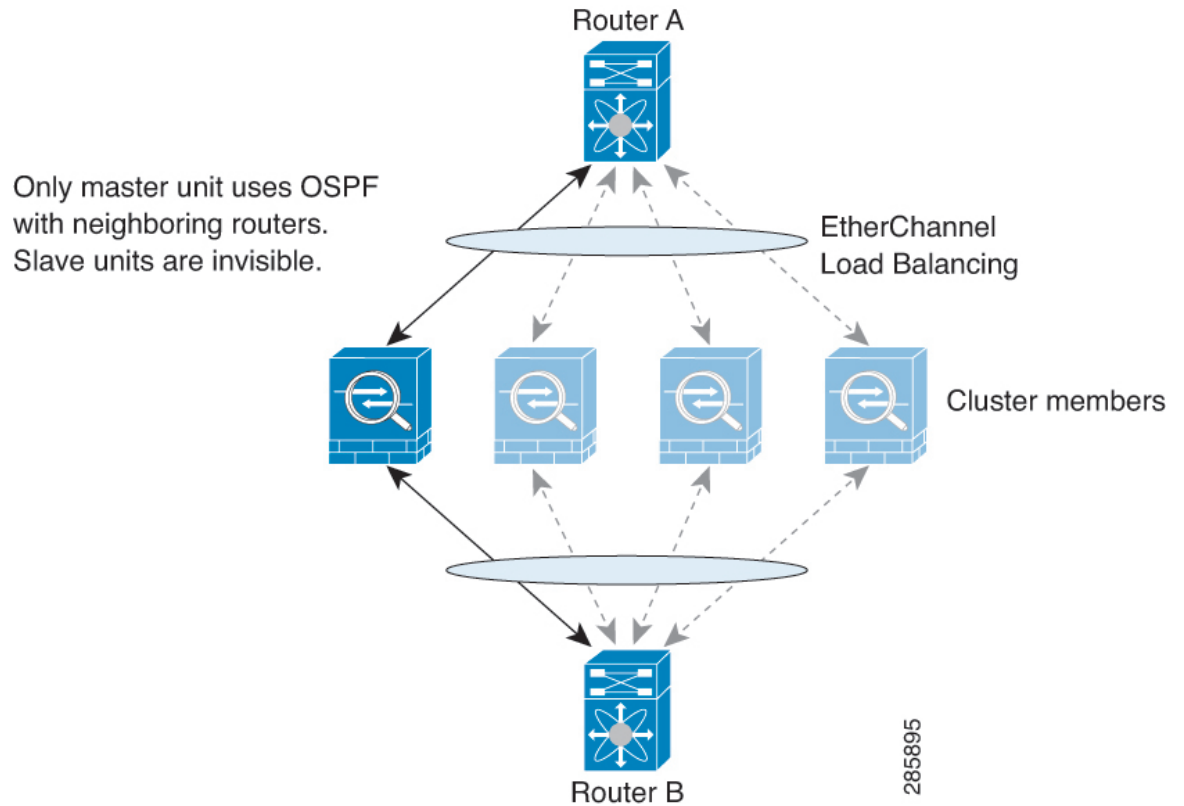 Router A
Only master unit uses OSPF
with neighboring routers.
Slave units are invisible.
EtherChannel
Load Balancing
Cluster members
Router B
285895